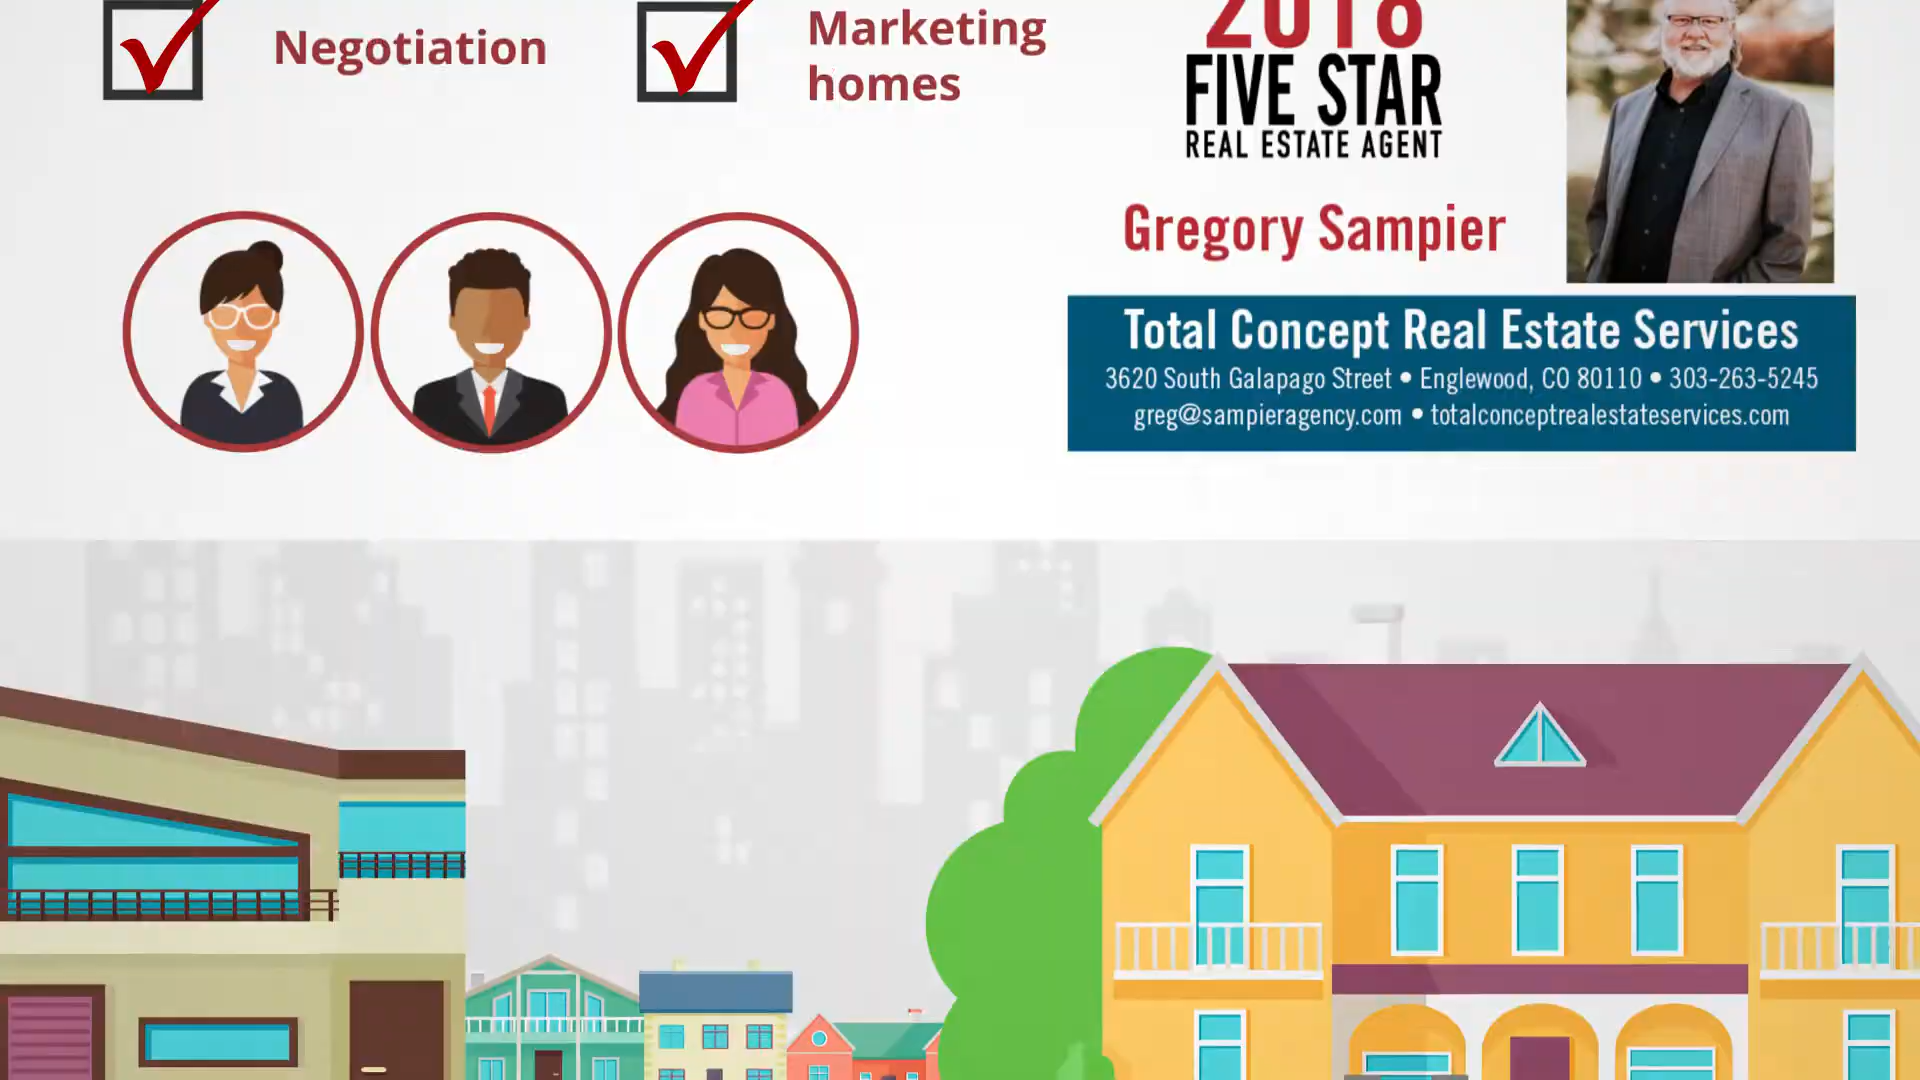 Negotiation
Marketing
homes
2018
FIVE STAR
REAL ESTATE AGENT
Gregory Sampier
Total Concept Real Estate Services
3620 South Galapago Street • Englewood, CO 80110 • 303-263-5245
greg@sampieragency.com • totalconceptrealestateservices.com